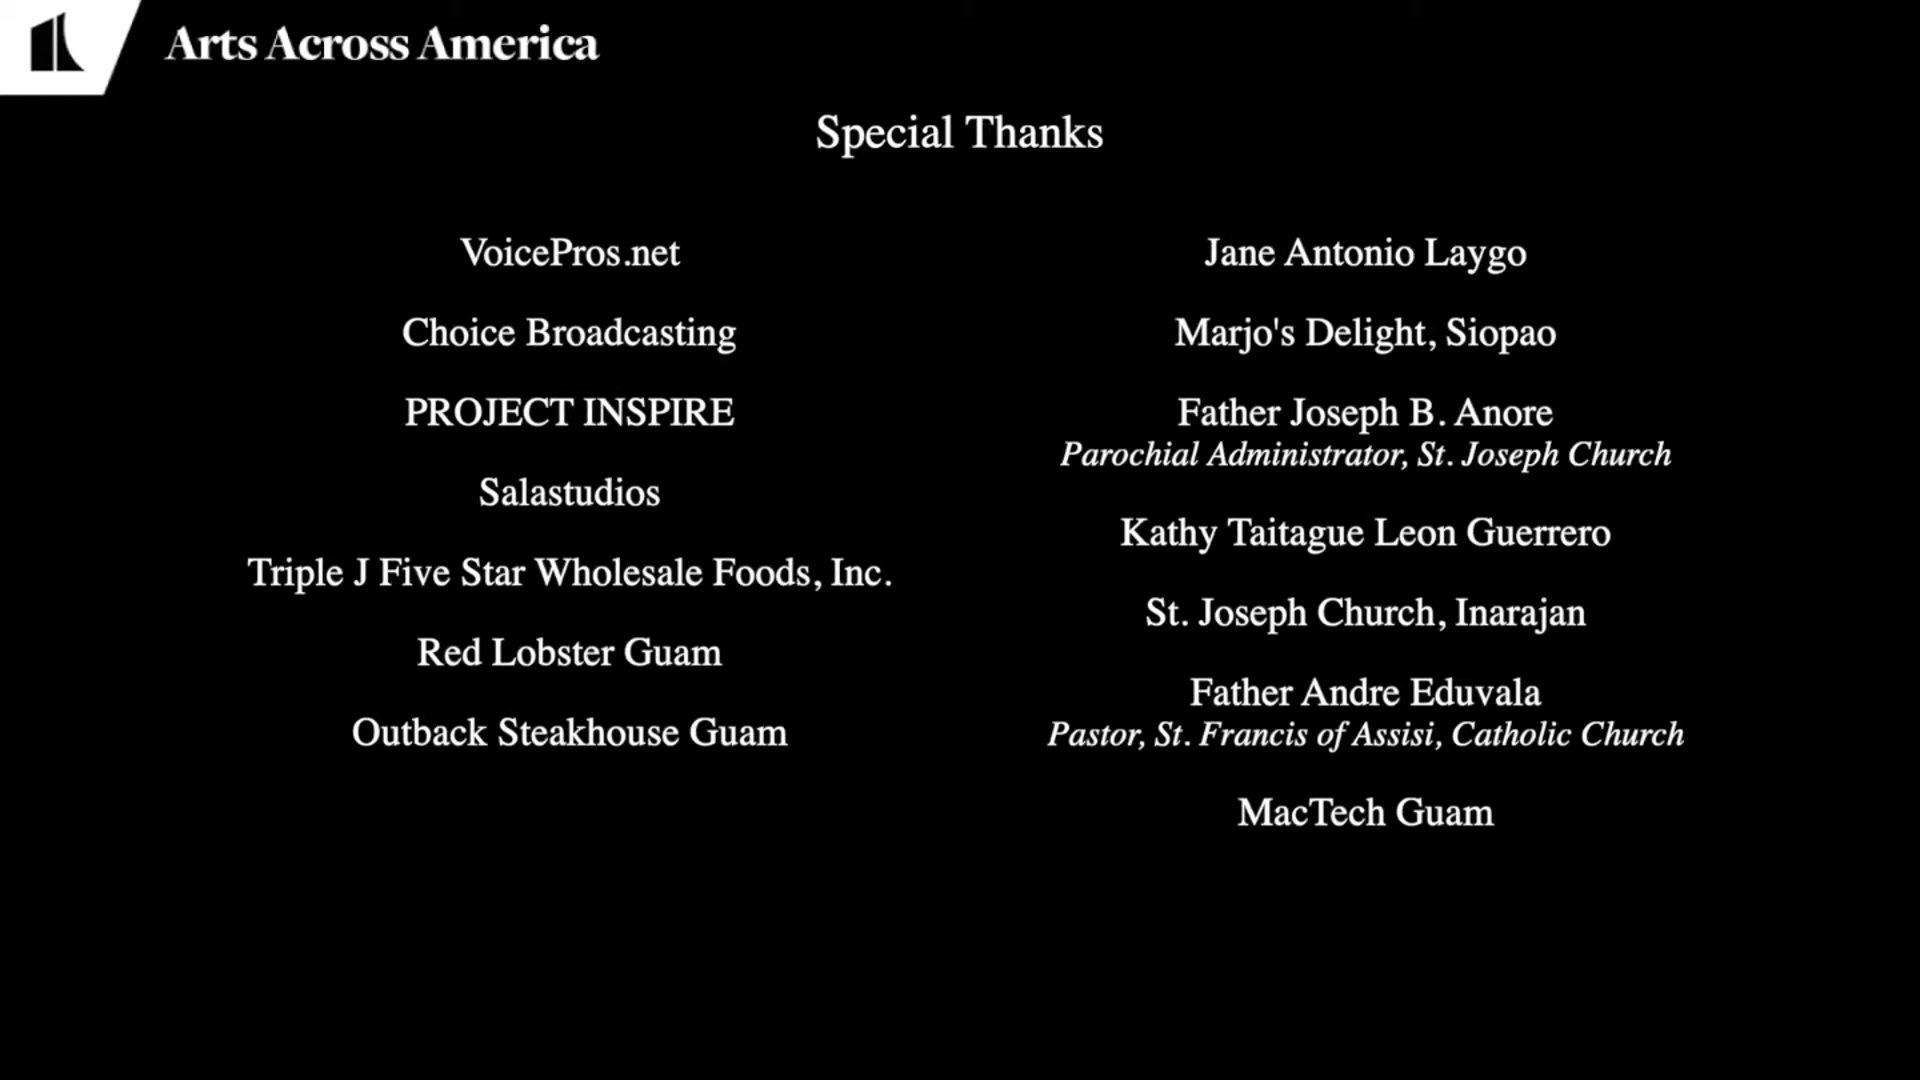 Arts Across America
Special Thanks
VoicePros.net
Choice Broadcasting
PROJECT INSPIRE
Salastudios
Triple J Five Star Wholesale Foods, Inc.
Red Lobster Guam
Outback Steakhouse Guam
Jane Antonio Laygo
Marjo's Delight, Siopao
Father Joseph B. Anore
Parochial Administrator, St. Joseph Church
Kathy Taitague Leon Guerrero
St. Joseph Church, Inarajan
Father Andre Eduvala
Pastor, St. Francis of Assisi, Catholic Church
MacTech Guam